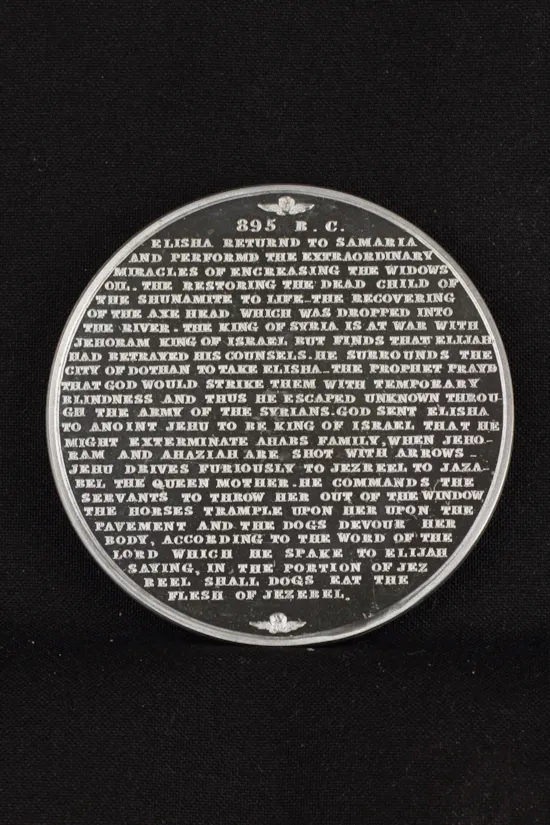 895 B.C.
ELISHA RETURND TO SAMARIA
AND PERFORMD THE EXTRAORDINARY
MIRACLES OF ENCREASING THE WIDOWS
OIL. THE RESTORING THE DEAD CHILD OF
THE SHUNAMITE TO LIFE_THE RECOVERING
OF THE AXE HEAD WHICH WAS DROPPED INTO
THE RIVER. THE KING OF SYRIA IS AT WAR WITH
JEHORAM KING OF ISRAEL BUT FINDS THAT ELIJAH
HAD BETRAYED HIS COUNSELS. HE SURROUNDS THE
CITY OF DOTHAN TO TAKE ELISHA_THE PROPHET PRAYD
THAT GOD WOULD STRIKE THEM WITH TEMPORARY
BLINDNESS AND THUS HE ESCAPED UNKNOWN THROU-
GH THE ARMY OF THE SYRIANS. GOD SENT ELISHA
TO ANOINT JEHU TO BE KING OF ISRAEL THAT HE
MIGHT EXTERMINATE AHABS FAMILY, WHEN JEHO-
RAM AND AHAZIAH ARE SHOT WITH ARROWS_
JEHU DRIVES FURIOUSLY TO JEZREEL TO JAZA-
BEL THE QUEEN MOTHER. HE COMMANDS THE
SERVANTS TO THROW HER OUT OF THE WINDOW
THE HORSES TRAMPLE UPON HER UPON THE
PAVEMENT AND THE DOGS DEVOUR HER
BODY, ACCORDING TO THE WORD OF THE
LORD WHICH HE SPAKE TO ELIJAH
SAYING, IN THE PORTION OF JEZ
REEL SHALL DOGS EAT THE
FLESH OF JEZEBEL.